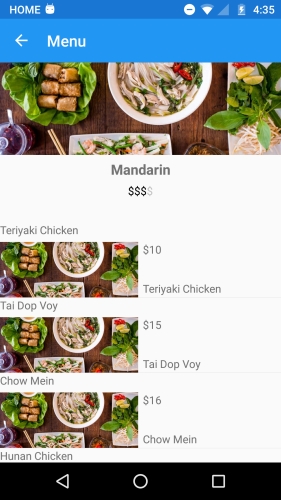 HOME 4:35
Menu
Mandarin
$$$$
Teriyaki Chicken
$10
Teriyaki Chicken
Tai Dop Voy
$15
Tai Dop Voy
Chow Mein
$16
Chow Mein
Hunan Chicken